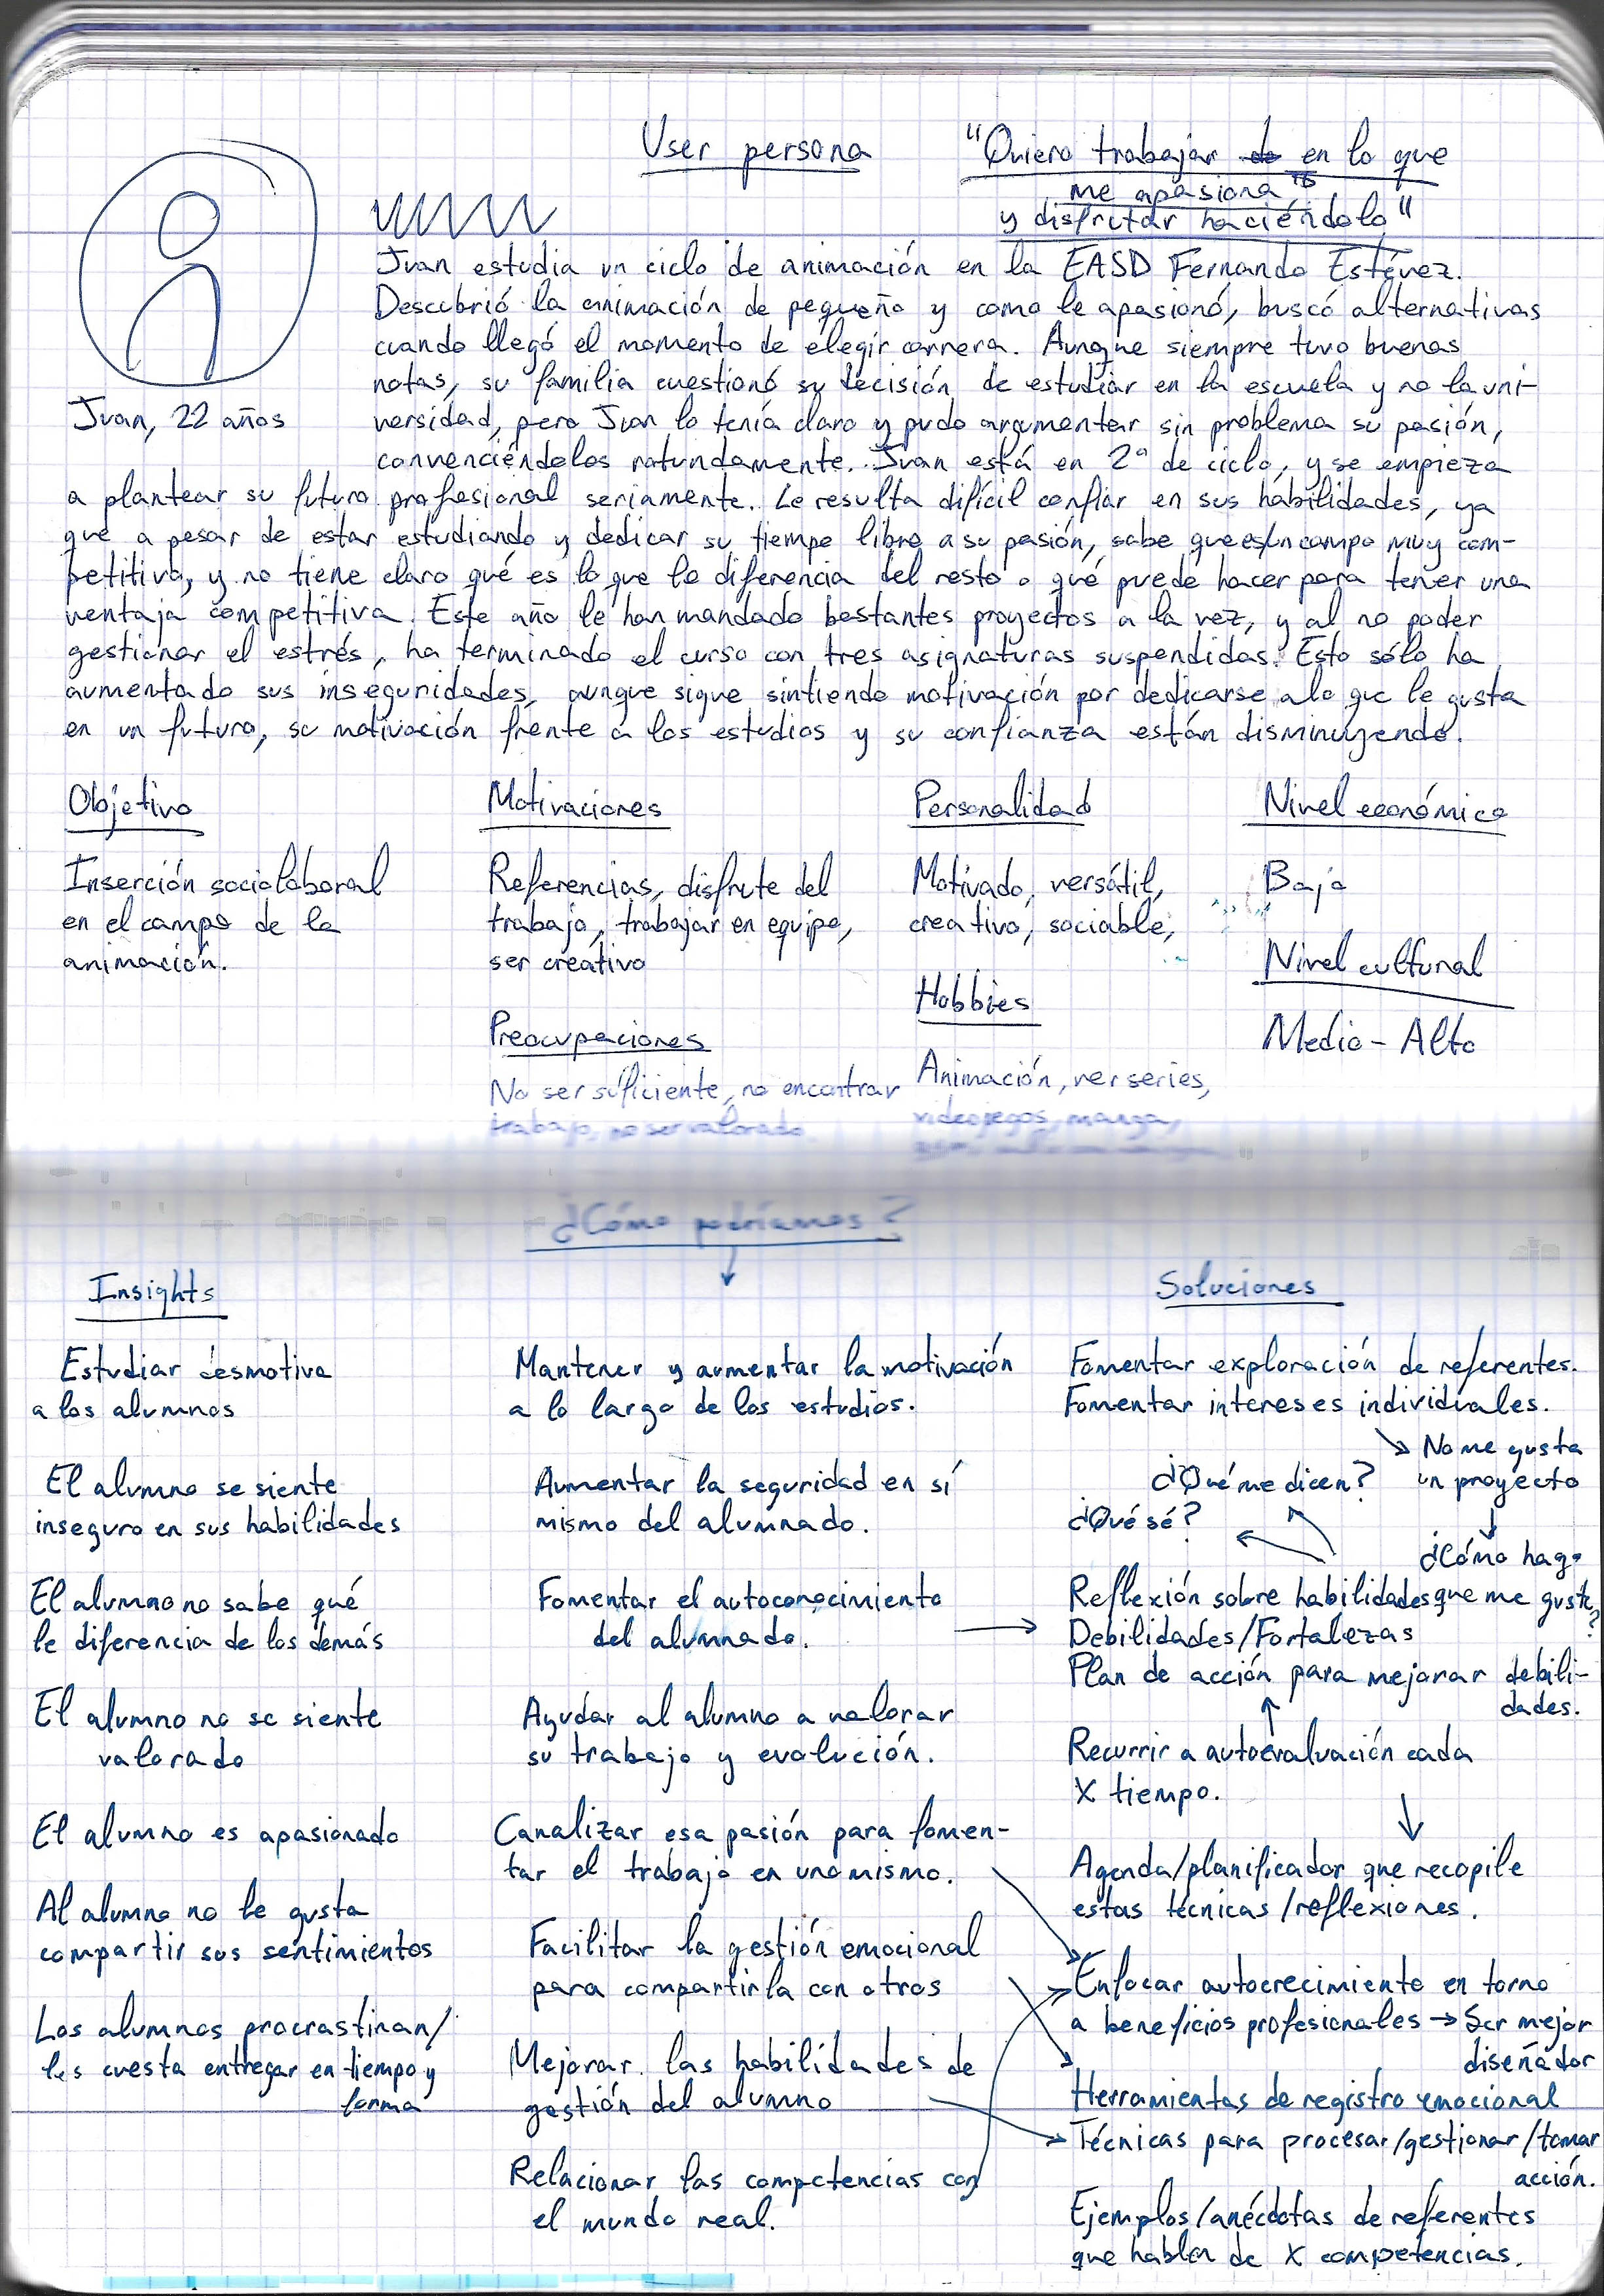 User persona
"Quiero trabajar de en lo que
me apasiona"
y disfrutar haciéndolo"
Juan, 22 años
Juan estudia un ciclo de animación en la EASD Fernando Estévez.
Descubrió la animación de pequeño y como le apasionó, buscó alternativas
cuando llegó el momento de elegir carrera. Aunque siempre tuvo buenas
notas, su familia cuestionó su decisión de estudiar en la escuela y no la uni-
versidad, pero Juan lo tenía claro y pudo argumentar sin problema su pasión,
convenciéndolos rotundamente. Juan está en 2º de ciclo, y se empieza
a plantear su futuro profesional seriamente. Le resulta difícil confiar en sus habilidades, ya
que a pesar de estar estudiando y dedicar su tiempo libre a su pasión, sabe que es un campo muy com-
petitivo, y no tiene claro qué es lo que lo diferencia del resto o qué puede hacer para tener una
ventaja competitiva. Este año le han mandado bastantes proyectos a la vez, y al no poder
gestionar el estrés, ha terminado el curso con tres asignaturas suspendidas. Esto sólo ha
aumentado sus inseguridades, aunque sigue sintiendo motivación por dedicarse a lo que le gusta
en un futuro, su motivación frente a los estudios y su confianza están disminuyendo.
Objetivo
Inserción sociolaboral
en el campo de la
animación.
Motivaciones
Referencias, disfrute del
trabajo, trabajar en equipo,
ser creativo
Preocupaciones
No ser suficiente, no encontrar
trabajo, no ser valorado
Personalidad
Motivado, versátil,
creativo, sociable,
Hobbies
Animación, ver series,
videojegos, manga,
Nivel económico
Bajo
Nivel cultural
Medio - Alto
¿Cómo podríamos?
Insights
Estudiar desmotiva
a los alumnos
El alumno se siente
inseguro en sus habilidades
El alumno no sabe qué
le diferencia de los demás
El alumno no se siente
valorado
El alumno es apasionado
Al alumno no le gusta
compartir sus sentimientos
Los alumnos procrastinan/
les cuesta entregar en tiempo y
forma
Mantener y aumentar la motivación
a lo largo de los estudios.
Aumentar la seguridad en sí
mismo del alumnado.
Fomentar el autoconocimiento
del alumnado.
Ayudar al alumno a valorar
su trabajo y evolución.
Canalizar esa pasión para fomen-
tar el trabajo en uno mismo.
Facilitar la gestión emocional
para compartirla con otros
Mejorar las habilidades de
gestión del alumno
Relacionar las competencias con
el mundo real.
Soluciones
Fomentar exploración de referentes.
Fomentar intereses individuales.
↘ No me gusta
un proyecto
↓
¿Cómo hago
que me guste?
¿Qué me dicen?
¿Qué sé?
Reflexión sobre habilidades
Debilidades/Fortalezas
Plan de acción para mejorar debili-
dades.
Recurrir a autoevaluación cada
X tiempo.
Agenda/planificador que recopile
estas técnicas/reflexiones.
Enfocar autocrecimiento en torno
a beneficios profesionales → Ser mejor
diseñador
Herramientas de registro emocional
Técnicas para procesar/gestionar/tomar
acción.
Ejemplos/anécdotas de referentes
que hablen de X competencias.